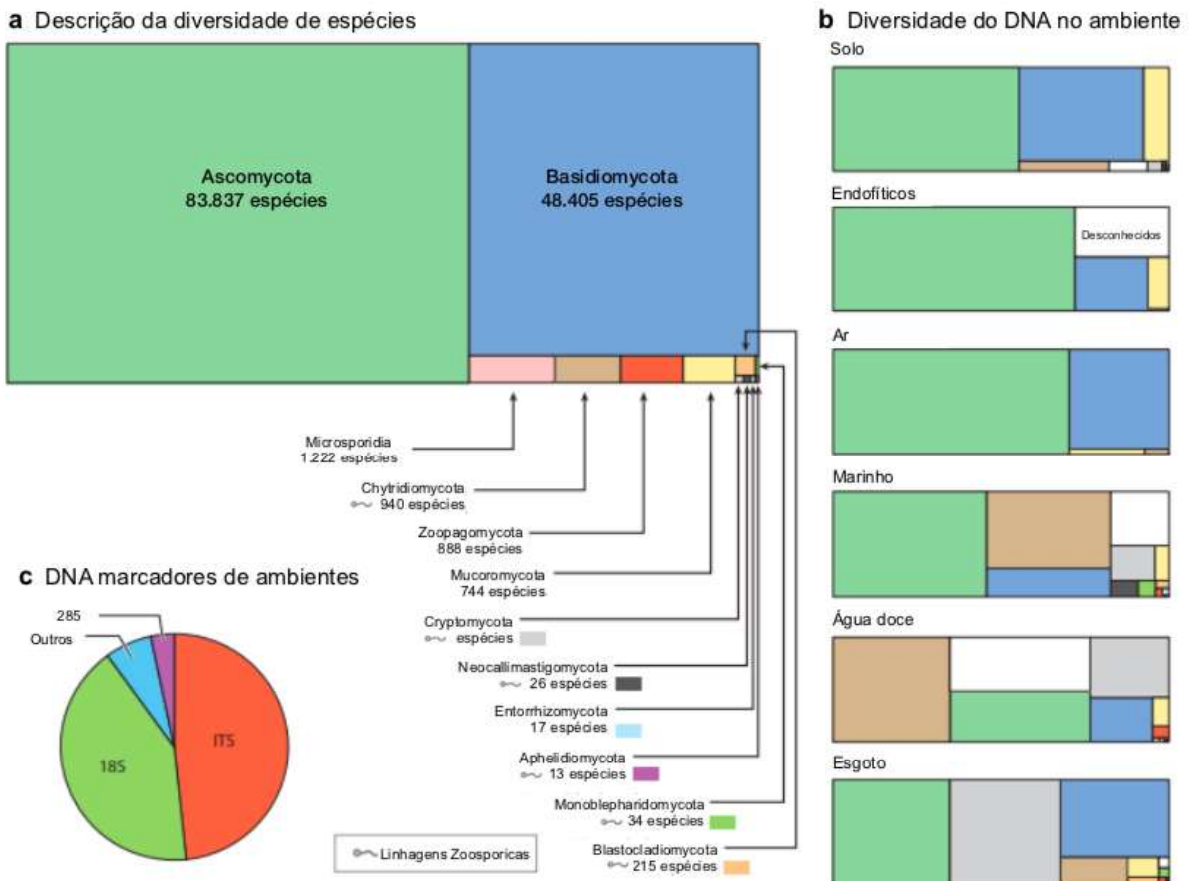 a Descrição da diversidade de espécies
Ascomycota
83.837 espécies
Basidiomycota
48.405 espécies
Microsporidia
1.222 espécies
Chytridiomycota
940 espécies
Zoopagomycota
888 espécies
Mucoromycota
744 espécies
Cryptomycota
espécies
Neocallimastigomycota
26 espécies
Entorrhizomycota
17 espécies
Aphelidiomycota
13 espécies
Monoblepharidomycota
34 espécies
Blastocladiomycota
215 espécies
Linhagens Zoosporicas
c DNA marcadores de ambientes
28S
Outros
18S
ITS
b Diversidade do DNA no ambiente
Solo
Endofíticos
Desconhecidos
Ar
Marinho
Água doce
Esgoto